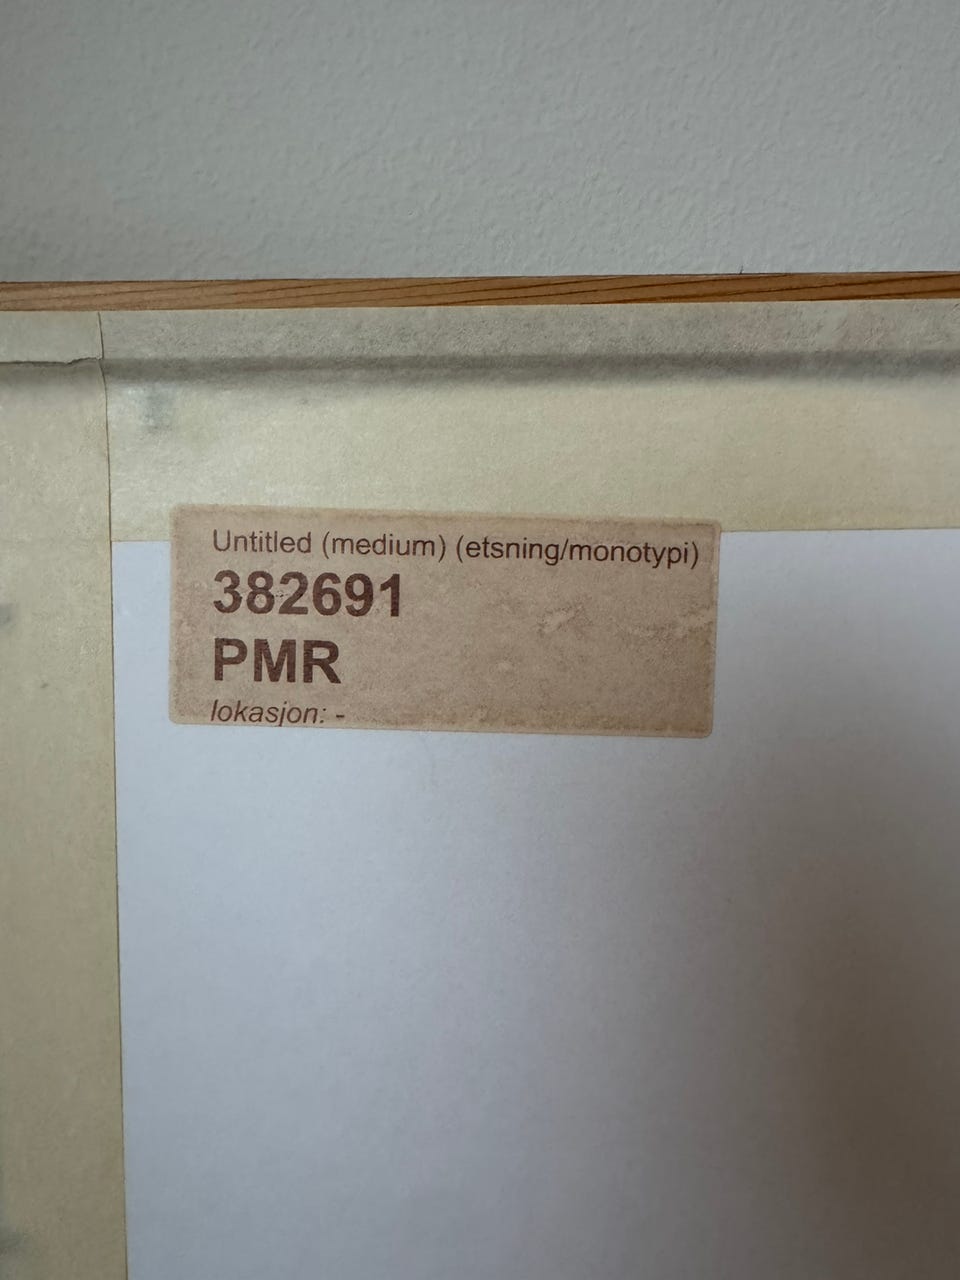 Untitled (medium) (etsning/monotypi)
382691
PMR
lokasjon: -